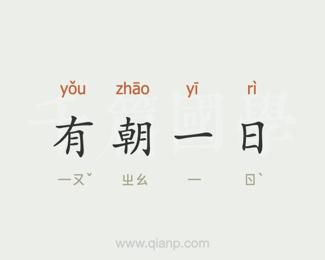 yǒu zhāo yī rì
有朝一日
ㄧㄡˇ ㄓㄠ ㄧ ㄖˋ
www.qianp.com